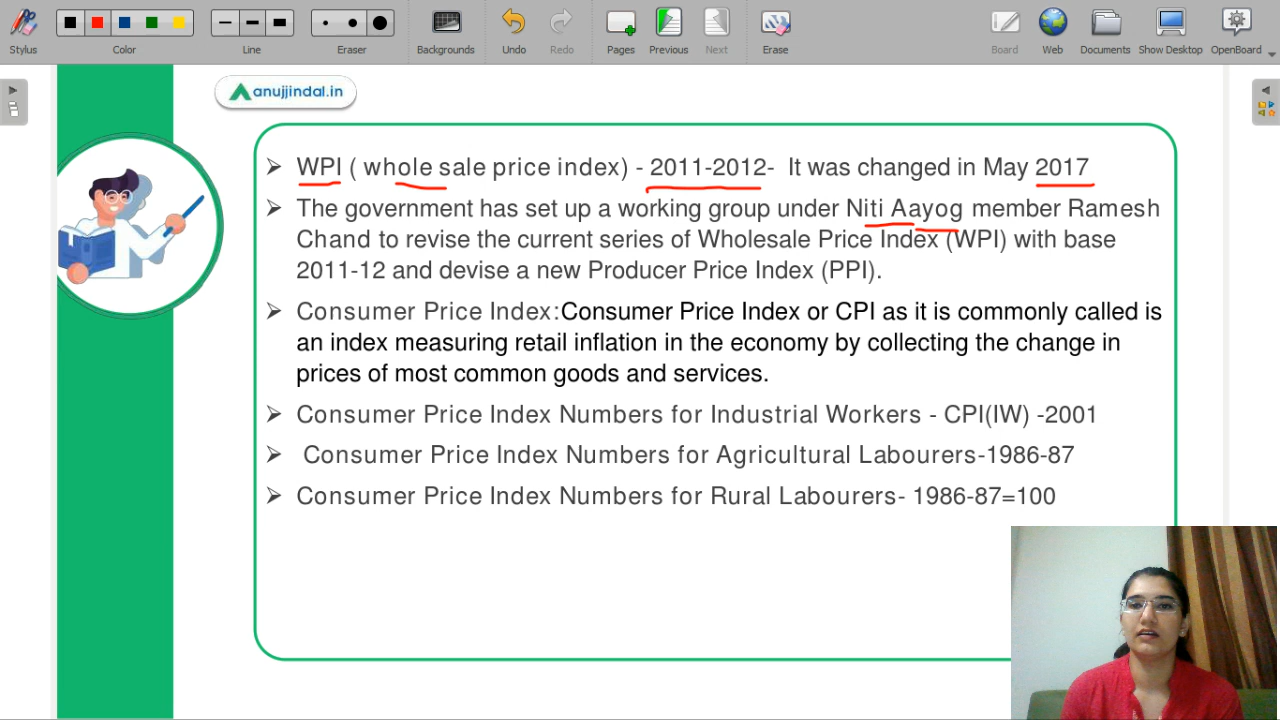 Stylus
Color
Line
Eraser
Backgrounds
Undo
Redo
Pages
Previous
Next
Erase
Board
Web
Documents
Show Desktop
OpenBoard
anujjindal.in
➢ WPI ( whole sale price index) - 2011-2012- It was changed in May 2017
➢ The government has set up a working group under Niti Aayog member Ramesh
Chand to revise the current series of Wholesale Price Index (WPI) with base
2011-12 and devise a new Producer Price Index (PPI).
➢ Consumer Price Index:Consumer Price Index or CPI as it is commonly called is
an index measuring retail inflation in the economy by collecting the change in
prices of most common goods and services.
➢ Consumer Price Index Numbers for Industrial Workers - CPI(IW) -2001
➢ Consumer Price Index Numbers for Agricultural Labourers-1986-87
➢ Consumer Price Index Numbers for Rural Labourers- 1986-87=100